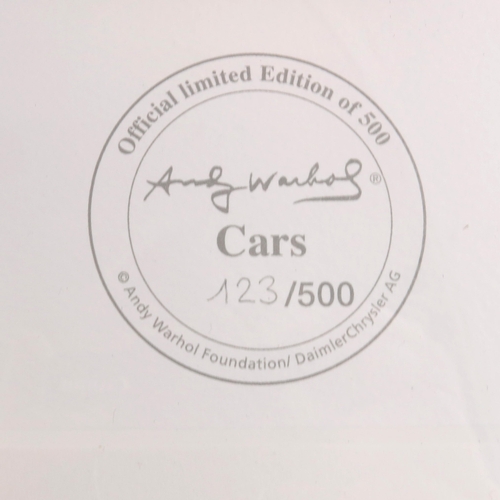 Official limited Edition of 500
Andy Warhol ®
Cars
123/500
© Andy Warhol Foundation/ DaimlerChrysler AG